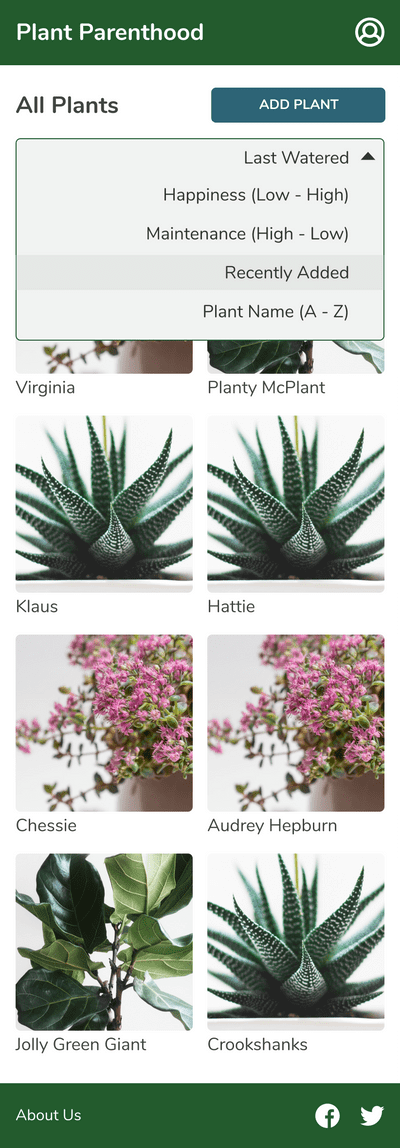 Plant Parenthood
All Plants
ADD PLANT
Last Watered
Happiness (Low - High)
Maintenance (High - Low)
Recently Added
Plant Name (A - Z)
Virginia
Planty McPlant
Klaus
Hattie
Chessie
Audrey Hepburn
Jolly Green Giant
Crookshanks
About Us